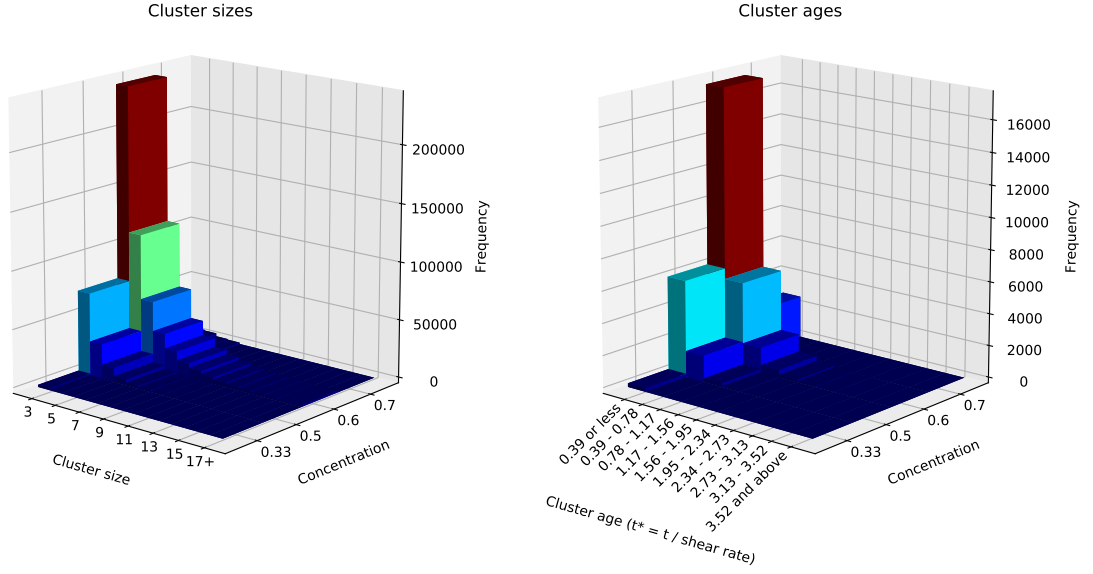 Cluster sizes
200000
150000
100000
50000
0
Frequency
3
5
7
9
11
13
15
17+
Cluster size
0.33
0.5
0.6
0.7
Concentration
Cluster ages
16000
14000
12000
10000
8000
6000
4000
2000
0
Frequency
0.39 or less
0.39 - 0.78
0.78 - 1.17
1.17 - 1.56
1.56 - 1.95
1.95 - 2.34
2.34 - 2.73
2.73 - 3.13
3.13 - 3.52
3.52 and above
Cluster age (t* = t / shear rate)
0.33
0.5
0.6
0.7
Concentration